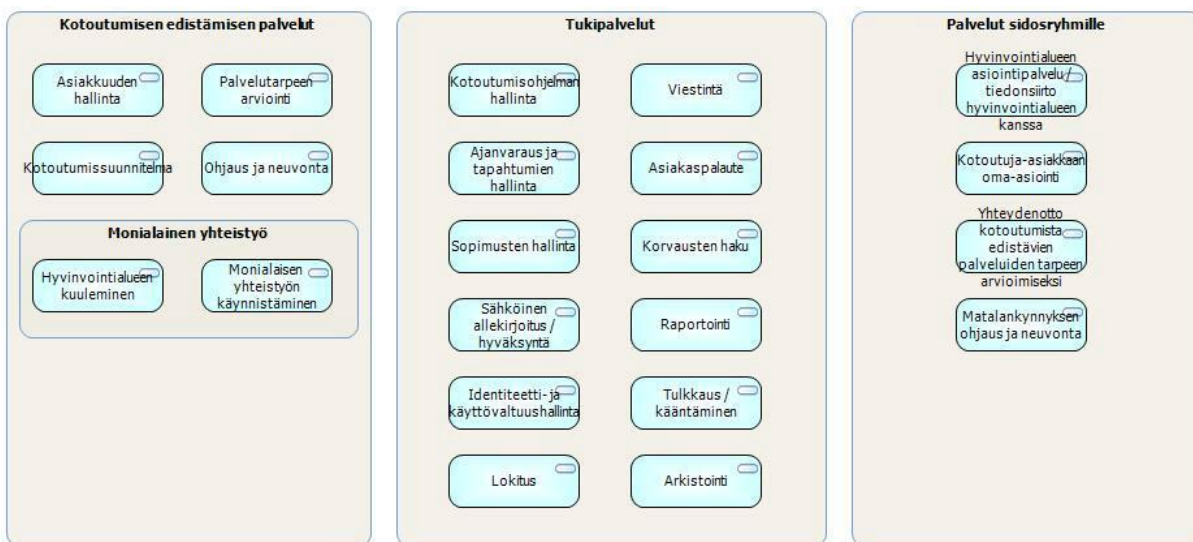 Kotoutumisen edistämisen palvelut
Asiakkuuden
hallinta
Palvelutarpeen
arviointi
Kotoutumissuunnitelma
Ohjaus ja neuvonta
Monialainen yhteistyö
Hyvinvointialueen
kuuleminen
Monialaisen
yhteistyön
käynnistäminen
Tukipalvelut
Kotoutumisohjelman
hallinta
Viestintä
Ajanvaraus ja
tapahtumien
hallinta
Asiakaspalaute
Sopimusten hallinta
Korvausten haku
Sähköinen
allekirjoitus /
hyväksyntä
Raportointi
Identiteetti- ja
käyttövaltuushallinta
Tulkkaus /
kääntäminen
Lokitus
Arkistointi
Palvelut sidosryhmille
Hyvinvointialueen
asiointipalvelu /
tiedonsiirto
hyvinvointialueen
kanssa
Kotoutuja-asiakkaan
oma-asiointi
Yhteydenotto
kotoutumista
edistävien
palveluiden tarpeen
arvioimiseksi
Matalankynnyksen
ohjaus ja neuvonta